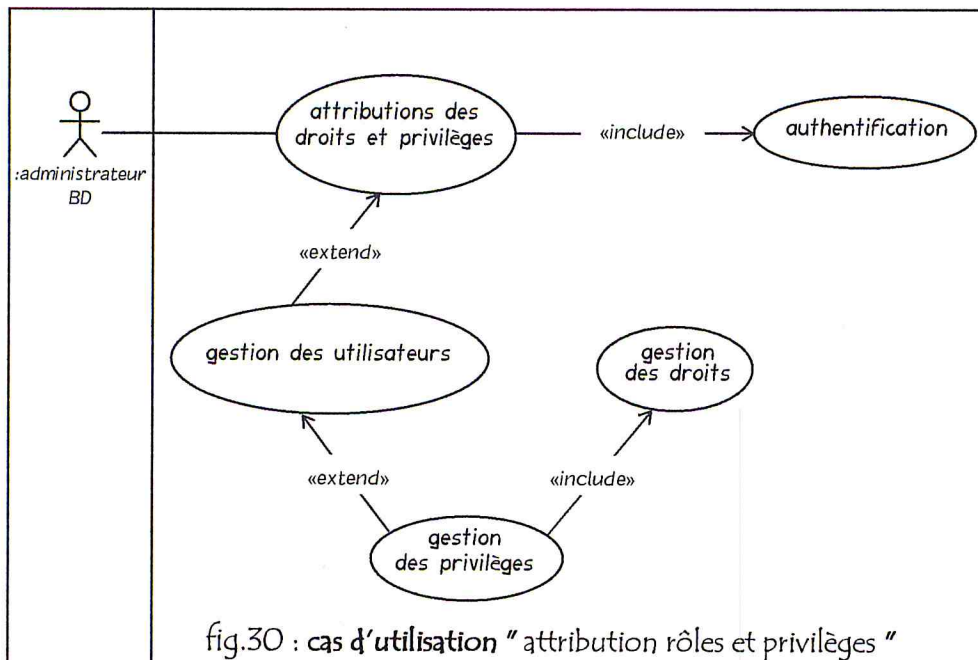 attributions des
droits et privilèges
«include»
authentification
:administrateur
BD
«extend»
gestion des utilisateurs
gestion
des droits
«extend»
«include»
gestion
des privilèges
fig.30 : cas d'utilisation " attribution rôles et privilèges "